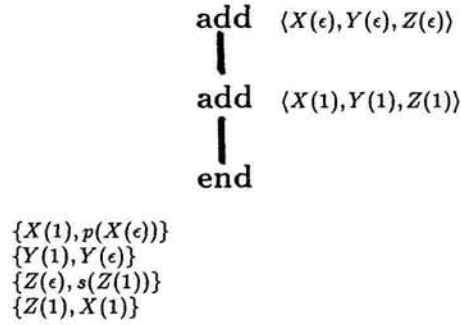 add ⟨X(ϵ), Y(ϵ), Z(ϵ)⟩
add ⟨X(1), Y(1), Z(1)⟩
end
{X(1), p(X(ϵ))}
{Y(1), Y(ϵ)}
{Z(ϵ), s(Z(1))}
{Z(1), X(1)}